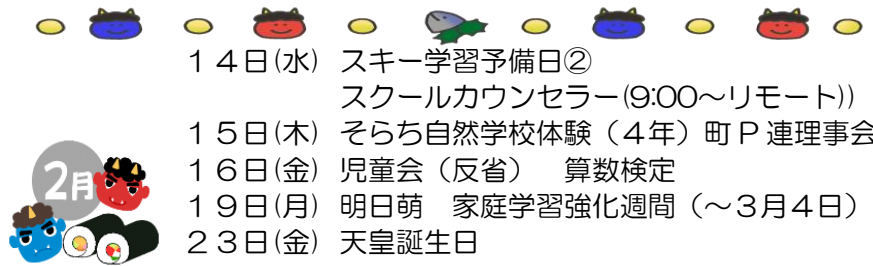 １４日(水) スキー学習予備日②
スクールカウンセラー(9:00～リモート))
１５日(木) そらち自然学校体験（４年）町Ｐ連理事会
2月 １６日(金) 児童会（反省）　算数検定
１９日(月) 明日萌　家庭学習強化週間（～３月４日）
２３日(金) 天皇誕生日